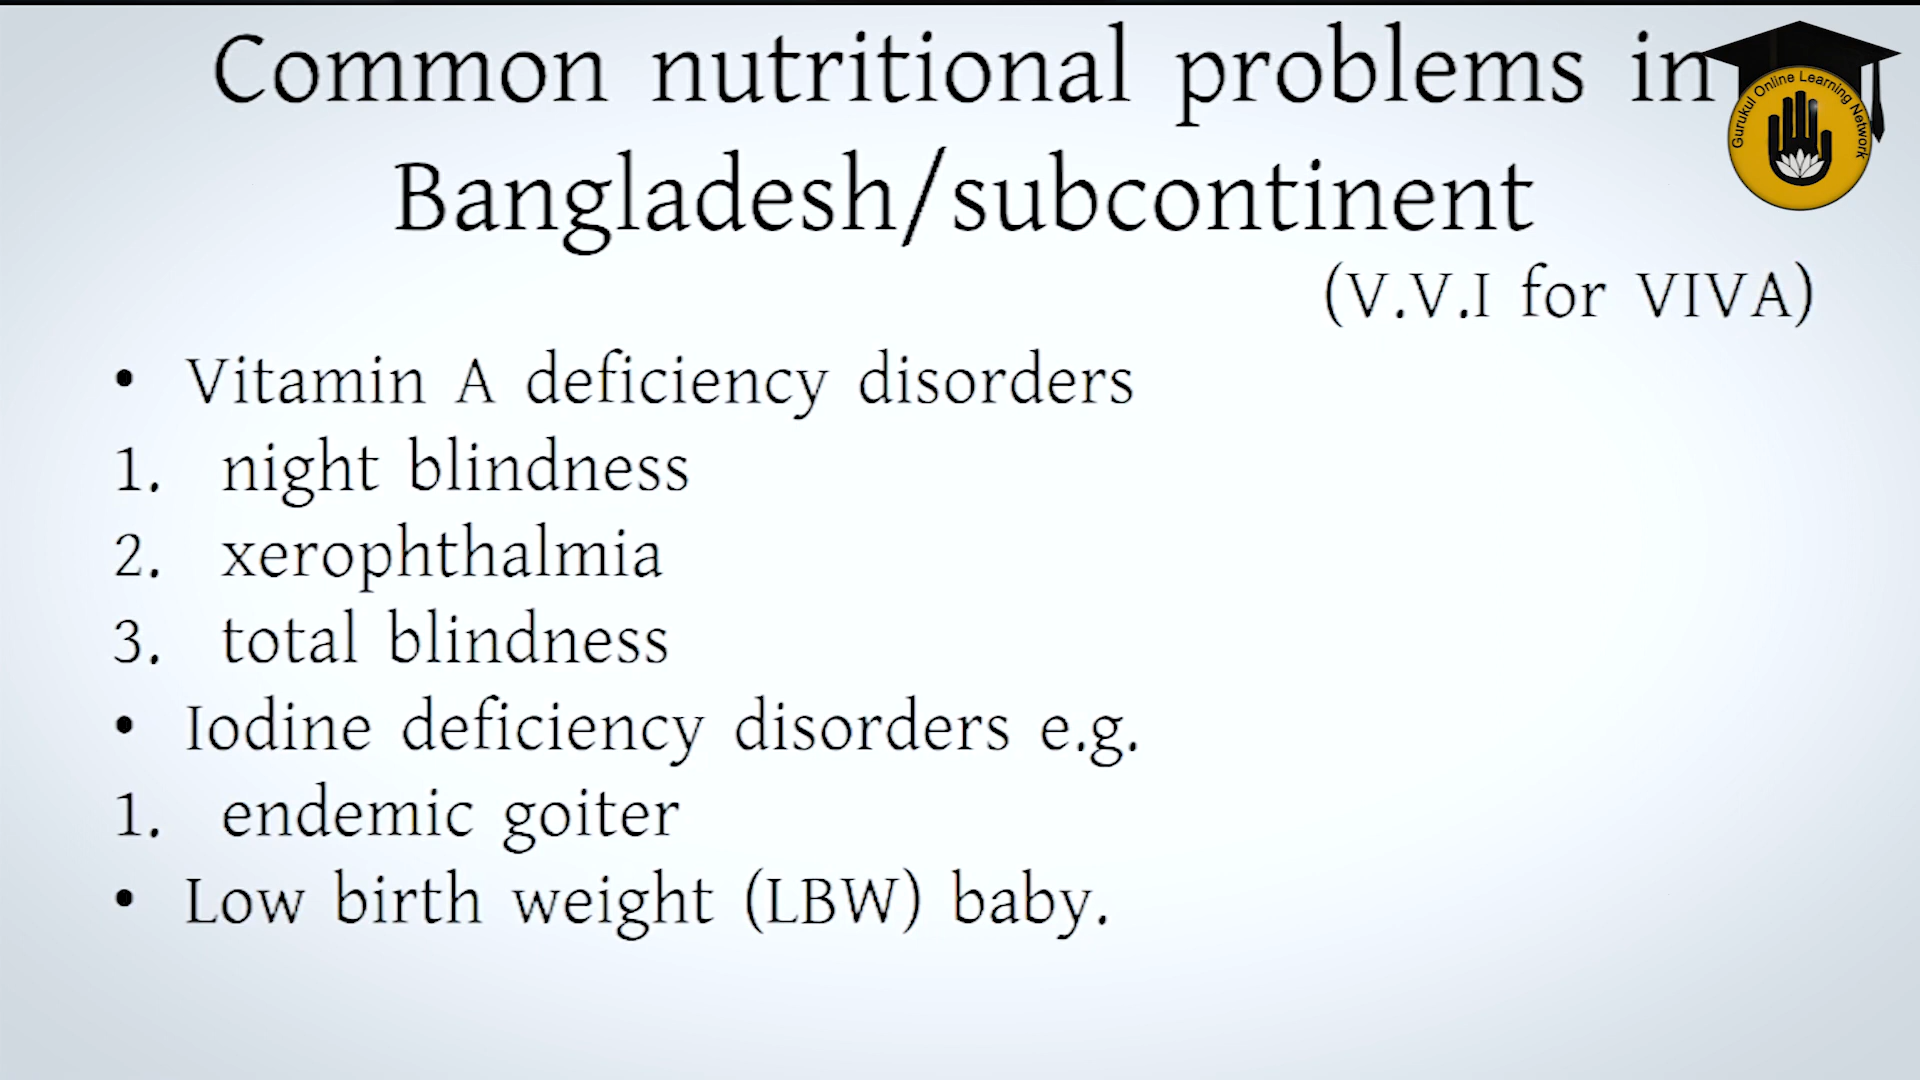 Common nutritional problems in
Bangladesh/subcontinent
(V.V.I for VIVA)
• Vitamin A deficiency disorders
1. night blindness
2. xerophthalmia
3. total blindness
• Iodine deficiency disorders e.g.
1. endemic goiter
• Low birth weight (LBW) baby.
Gurukul Online Learning Network